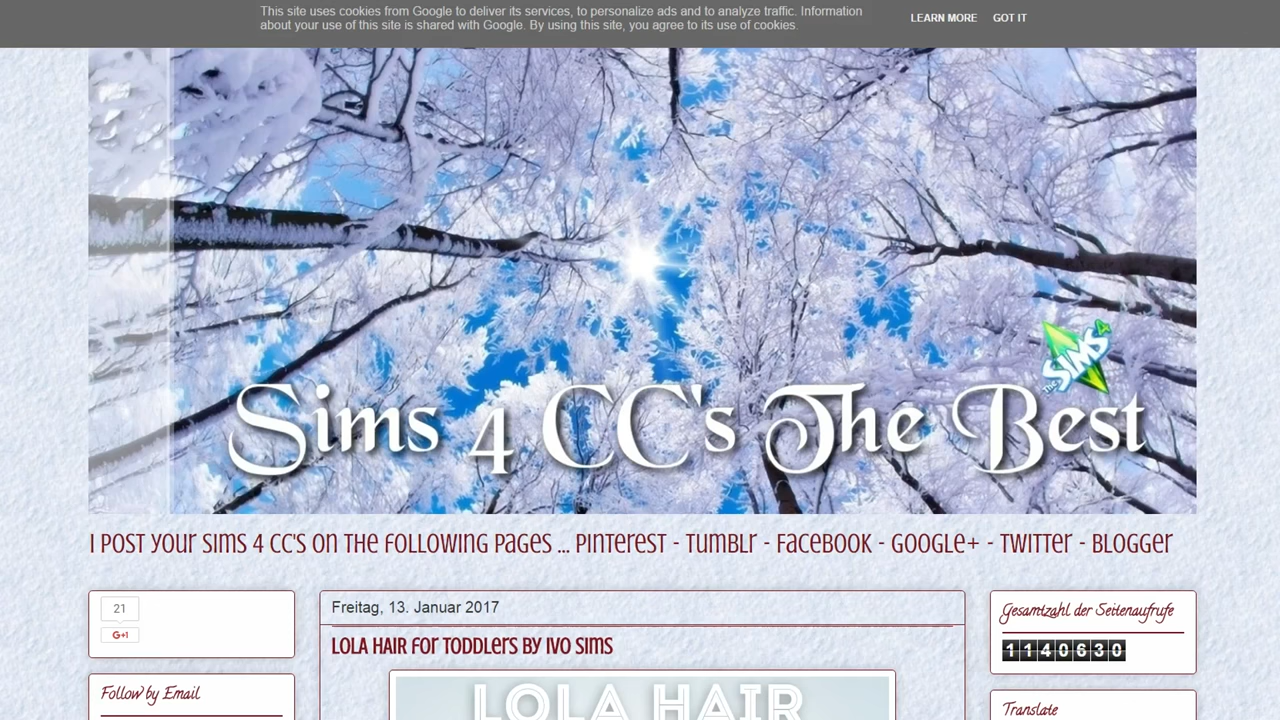 This site uses cookies from Google to deliver its services, to personalize ads and to analyze traffic. Information
about your use of this site is shared with Google. By using this site, you agree to its use of cookies.
LEARN MORE GOT IT
THE SIMS 4
Sims 4 CC's The Best
I post your Sims 4 CC's on the following pages ... Pinterest - Tumblr - Facebook - Google+ - Twitter - Blogger
21
G+1
Follow by Email
Freitag, 13. Januar 2017
LOLA HAIR for Toddlers by Ivo Sims
LOLA HAIR
Gesamtzahl der Seitenaufrufe
1140630
Translate